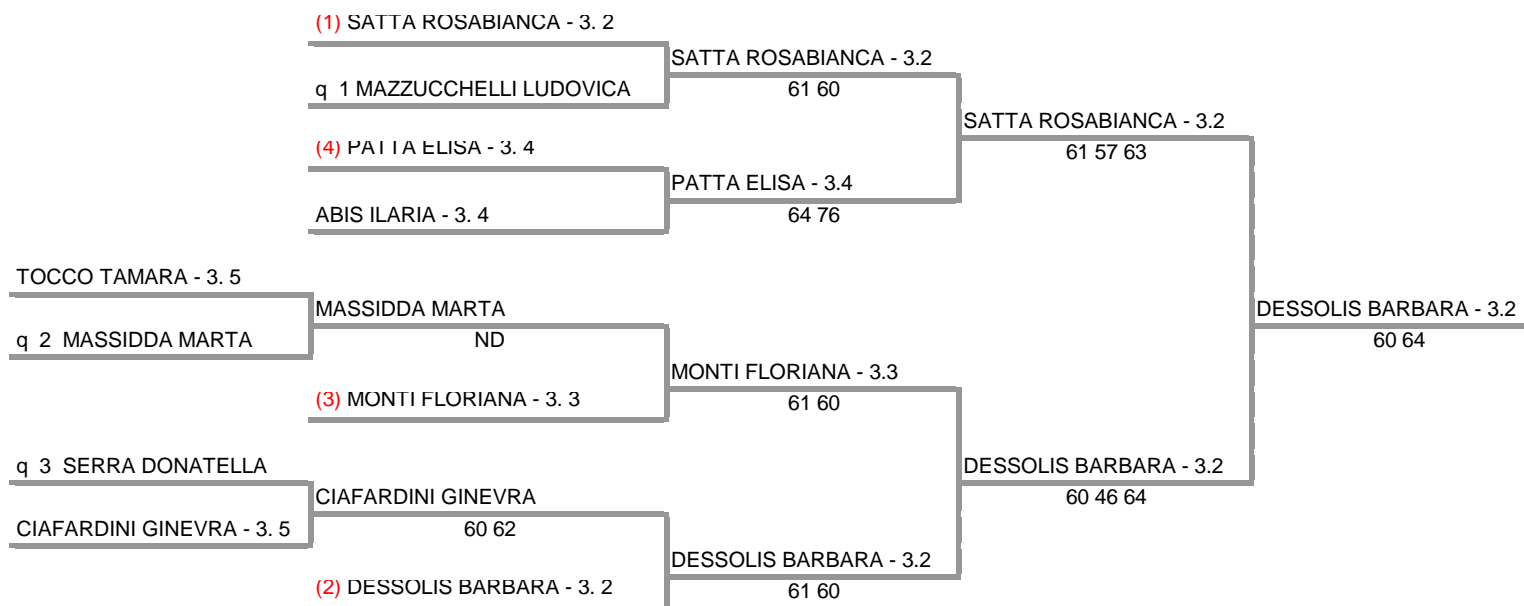 (1) SATTA ROSABIANCA - 3. 2
SATTA ROSABIANCA - 3.2
q 1 MAZZUCCHELLI LUDOVICA
61 60
SATTA ROSABIANCA - 3.2
(4) PATTA ELISA - 3. 4
61 57 63
PATTA ELISA - 3.4
ABIS ILARIA - 3. 4
64 76
TOCCO TAMARA - 3. 5
MASSIDDA MARTA
DESSOLIS BARBARA - 3.2
q 2 MASSIDDA MARTA
ND
60 64
MONTI FLORIANA - 3.3
(3) MONTI FLORIANA - 3. 3
61 60
q 3 SERRA DONATELLA
DESSOLIS BARBARA - 3.2
CIAFARDINI GINEVRA
60 46 64
CIAFARDINI GINEVRA - 3. 5
60 62
DESSOLIS BARBARA - 3.2
(2) DESSOLIS BARBARA - 3. 2
61 60